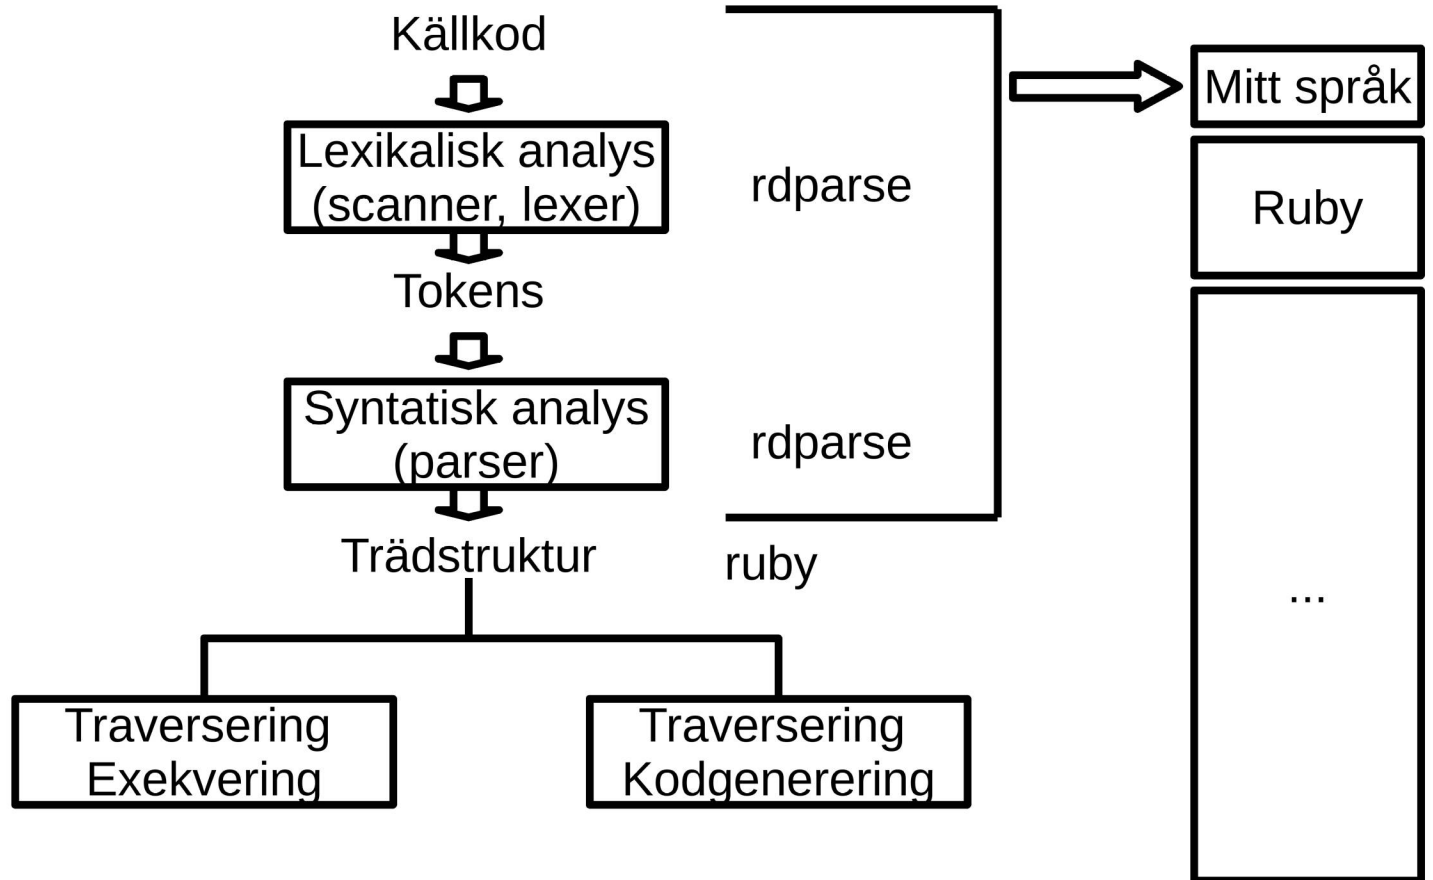 Källkod
Lexikalisk analys
(scanner, lexer)
rdparse
Tokens
Syntatisk analys
(parser)
rdparse
Trädstruktur
ruby
Traversering
Exekvering
Traversering
Kodgenerering
Mitt språk
Ruby
...